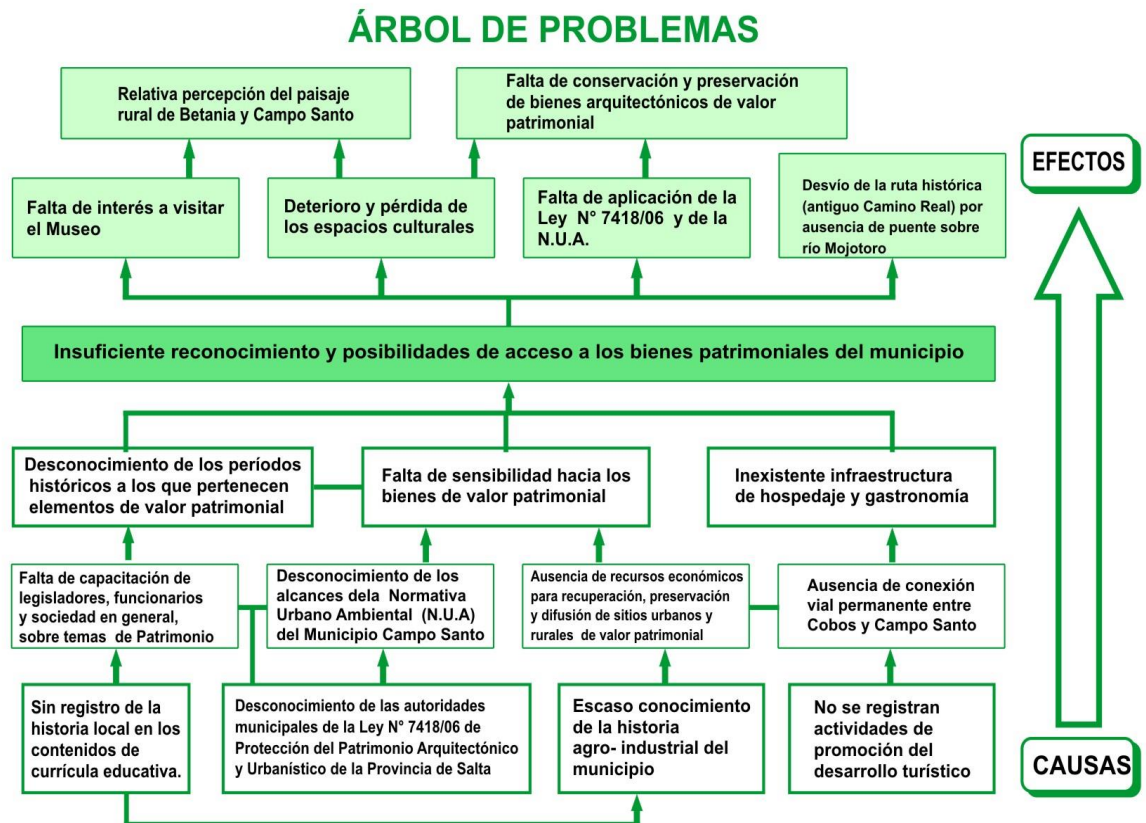 ÁRBOL DE PROBLEMAS
Relativa percepción del paisaje
rural de Betania y Campo Santo
Falta de conservación y preservación
de bienes arquitectónicos de valor
patrimonial
EFECTOS
Falta de interés a visitar
el Museo
Deterioro y pérdida de
los espacios culturales
Falta de aplicación de la
Ley N° 7418/06 y de la
N.U.A.
Desvío de la ruta histórica
(antiguo Camino Real) por
ausencia de puente sobre
río Mojotoro
Insuficiente reconocimiento y posibilidades de acceso a los bienes patrimoniales del municipio
Desconocimiento de los períodos
históricos a los que pertenecen
elementos de valor patrimonial
Falta de sensibilidad hacia los
bienes de valor patrimonial
Inexistente infraestructura
de hospedaje y gastronomía
Falta de capacitación de
legisladores, funcionarios
y sociedad en general,
sobre temas de Patrimonio
Desconocimiento de los
alcances dela Normativa
Urbano Ambiental (N.U.A)
del Municipio Campo Santo
Ausencia de recursos económicos
para recuperación, preservación
y difusión de sitios urbanos y
rurales de valor patrimonial
Ausencia de conexión
vial permanente entre
Cobos y Campo Santo
Sin registro de la
historia local en los
contenidos de
currícula educativa.
Desconocimiento de las autoridades
municipales de la Ley N° 7418/06 de
Protección del Patrimonio Arquitectónico
y Urbanístico de la Provincia de Salta
Escaso conocimiento
de la historia
agro- industrial del
municipio
No se registran
actividades de
promoción del
desarrollo turístico
CAUSAS